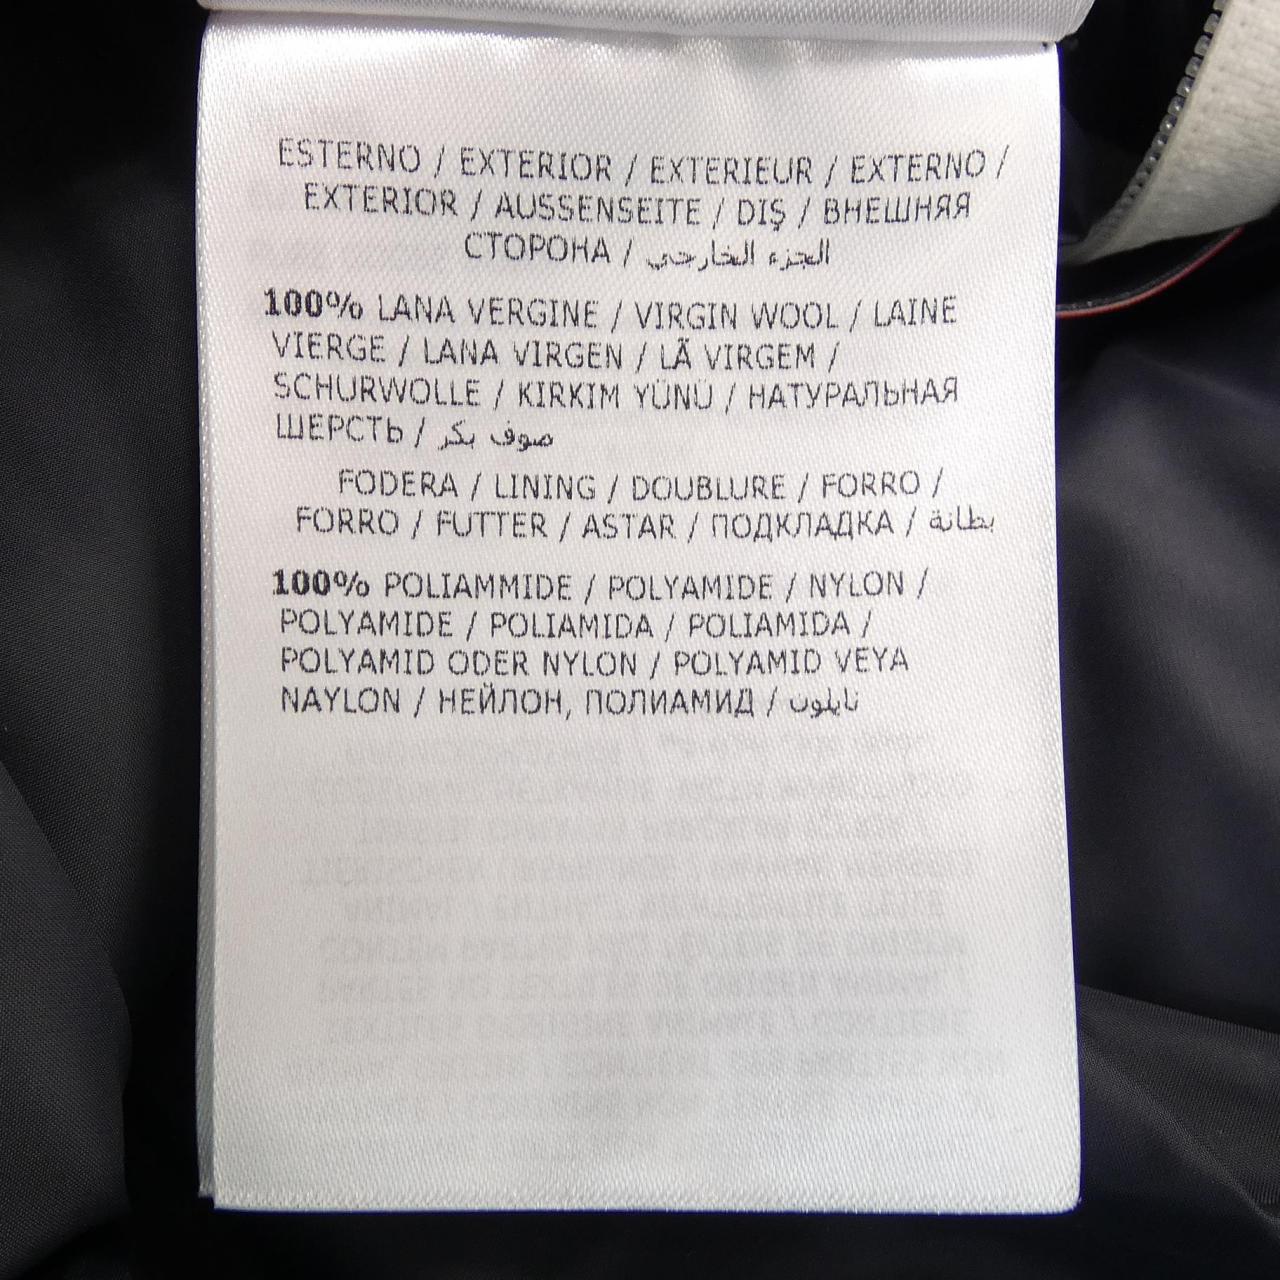 ESTERNO / EXTERIOR / EXTERIEUR / EXTERNO /
EXTERIOR / AUSSENSEITE / DIŞ / ВНЕШНЯЯ
СТОРОНА / الجزء الخارجي
100% LANA VERGINE / VIRGIN WOOL / LAINE
VIERGE / LANA VIRGEN / LÃ VIRGEM /
SCHURWOLLE / KIRKIM YÜNÜ / НАТУРАЛЬНАЯ
ШЕРСТЬ / صوف بكر
FODERA / LINING / DOUBLURE / FORRO /
FORRO / FUTTER / ASTAR / ПОДКЛАДКА / بطانة
100% POLIAMMIDE / POLYAMIDE / NYLON /
POLYAMIDE / POLIAMIDA / POLIAMIDA /
POLYAMID ODER NYLON / POLYAMID VEYA
NAYLON / НЕЙЛОН, ПОЛИАМИД / نايلون